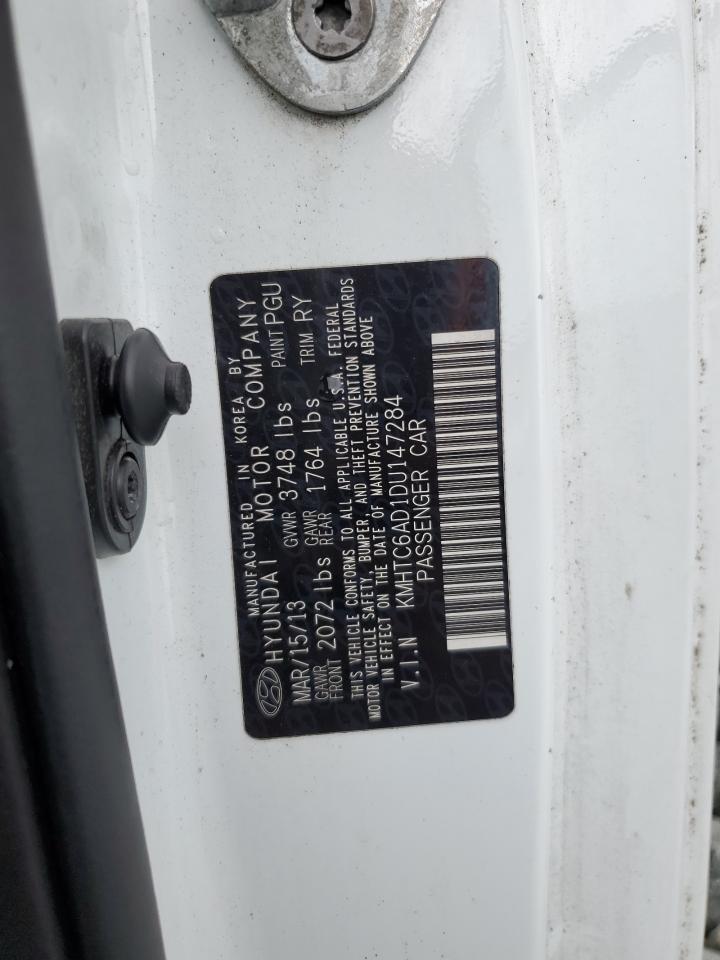 MANUFACTURED IN KOREA BY
HYUNDAI MOTOR COMPANY
MAR/15/13 GVWR 3748 lbs PAINT PGU
GAWR FRONT 2072 lbs GAWR REAR 1764 lbs TRIM RY
THIS VEHICLE CONFORMS TO ALL APPLICABLE U.S.A. FEDERAL
MOTOR VEHICLE SAFETY, BUMPER, AND THEFT PREVENTION STANDARDS
IN EFFECT ON THE DATE OF MANUFACTURE SHOWN ABOVE
V.I.N KMHTC6AD1DU147284
PASSENGER CAR